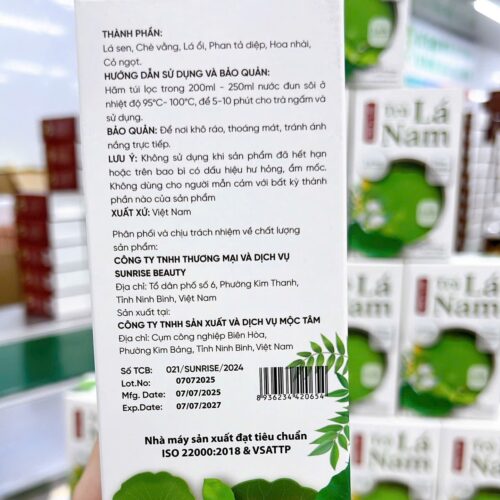 THÀNH PHẦN:
Lá sen, Chè vằng, Lá ổi, Phan tả diệp, Hoa nhài,
Cỏ ngọt.
HƯỚNG DẪN SỬ DỤNG VÀ BẢO QUẢN:
Hãm túi lọc trong 200ml - 250ml nước đun sôi ở
nhiệt độ 95°C- 100°C, để 5-10 phút cho trà ngấm và
sử dụng.
BẢO QUẢN: Để nơi khô ráo, thoáng mát, tránh ánh
nắng trực tiếp.
LƯU Ý: Không sử dụng khi sản phẩm đã hết hạn
hoặc trên bao bì có dấu hiệu hư hỏng, ẩm mốc.
Không dùng cho người mẫn cảm với bất kỳ thành
phần nào của sản phẩm
XUẤT XỨ: Việt Nam
Phân phối và chịu trách nhiệm về chất lượng
sản phẩm:
CÔNG TY TNHH THƯƠNG MẠI VÀ DỊCH VỤ
SUNRISE BEAUTY
Địa chỉ: Tổ dân phố số 6, Phường Kim Thanh,
Tỉnh Ninh Bình, Việt Nam
Sản xuất tại:
CÔNG TY TNHH SẢN XUẤT VÀ DỊCH VỤ MỘC TÂM
Địa chỉ: Cụm công nghiệp Biên Hòa,
Phường Kim Bảng, Tỉnh Ninh Bình, Việt Nam
Số TCB: 021/SUNRISE/2024
Lot.No: 07072025
Mfg. Date: 07/07/2025
Exp.Date: 07/07/2027
8936234420654
Nhà máy sản xuất đạt tiêu chuẩn
ISO 22000:2018 & VSATTP
Trà Lá
Nam
Lá
Nam